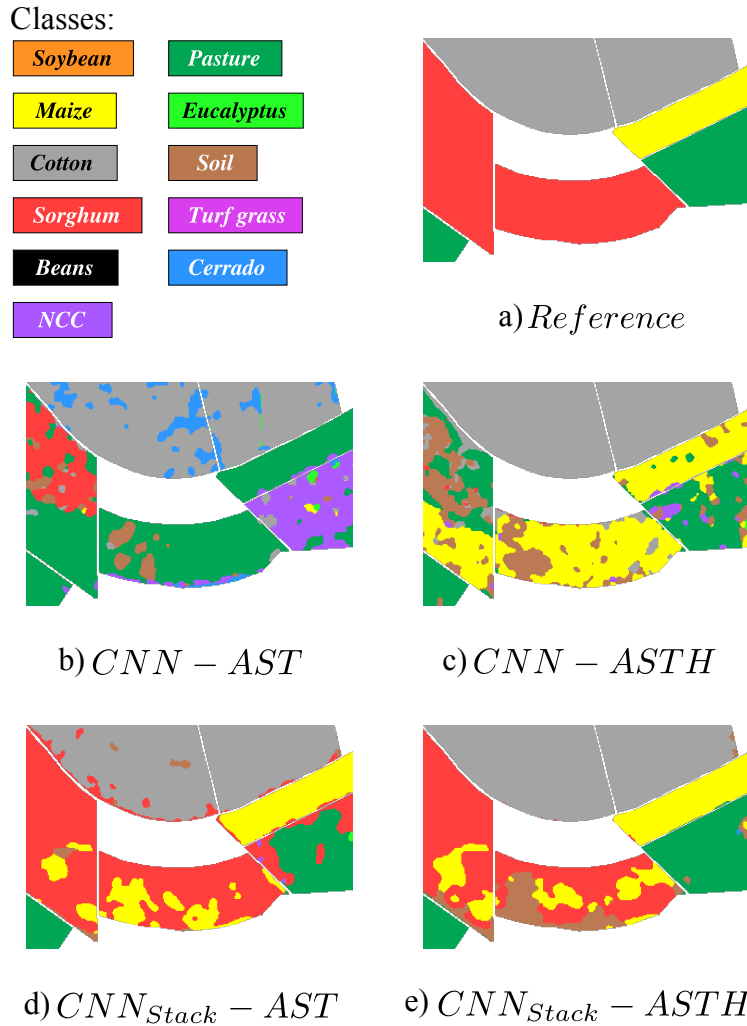 Classes:
Soybean
Pasture
Maize
Eucalyptus
Cotton
Soil
Sorghum
Turf grass
Beans
Cerrado
NCC
a) Reference
b) CNN − AST
c) CNN − ASTH
d) CNN_Stack − AST
e) CNN_Stack − ASTH